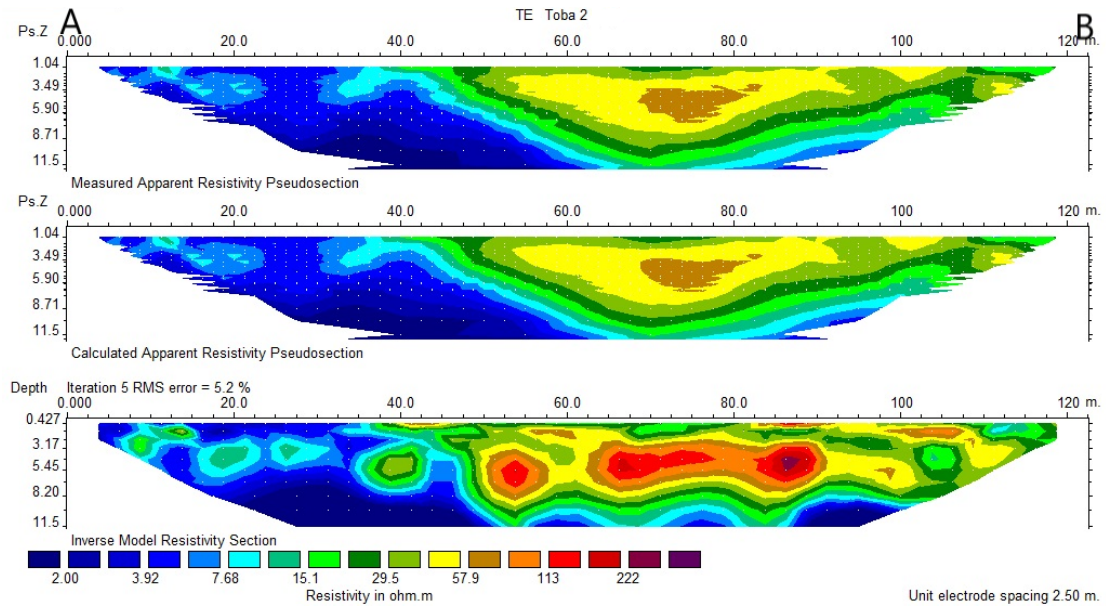 TE Toba 2
A B
Ps.Z 0.000 20.0 40.0 60.0 80.0 100 120 m.
1.04
3.49
5.90
8.71
11.5
Measured Apparent Resistivity Pseudosection
Ps.Z 0.000 20.0 40.0 60.0 80.0 100 120 m.
1.04
3.49
5.90
8.71
11.5
Calculated Apparent Resistivity Pseudosection
Depth Iteration 5 RMS error = 5.2 %
0.000 20.0 40.0 60.0 80.0 100 120 m.
0.427
3.17
5.45
8.20
11.5
Inverse Model Resistivity Section
2.00 3.92 7.68 15.1 29.5 57.9 113 222
Resistivity in ohm.m Unit electrode spacing 2.50 m.